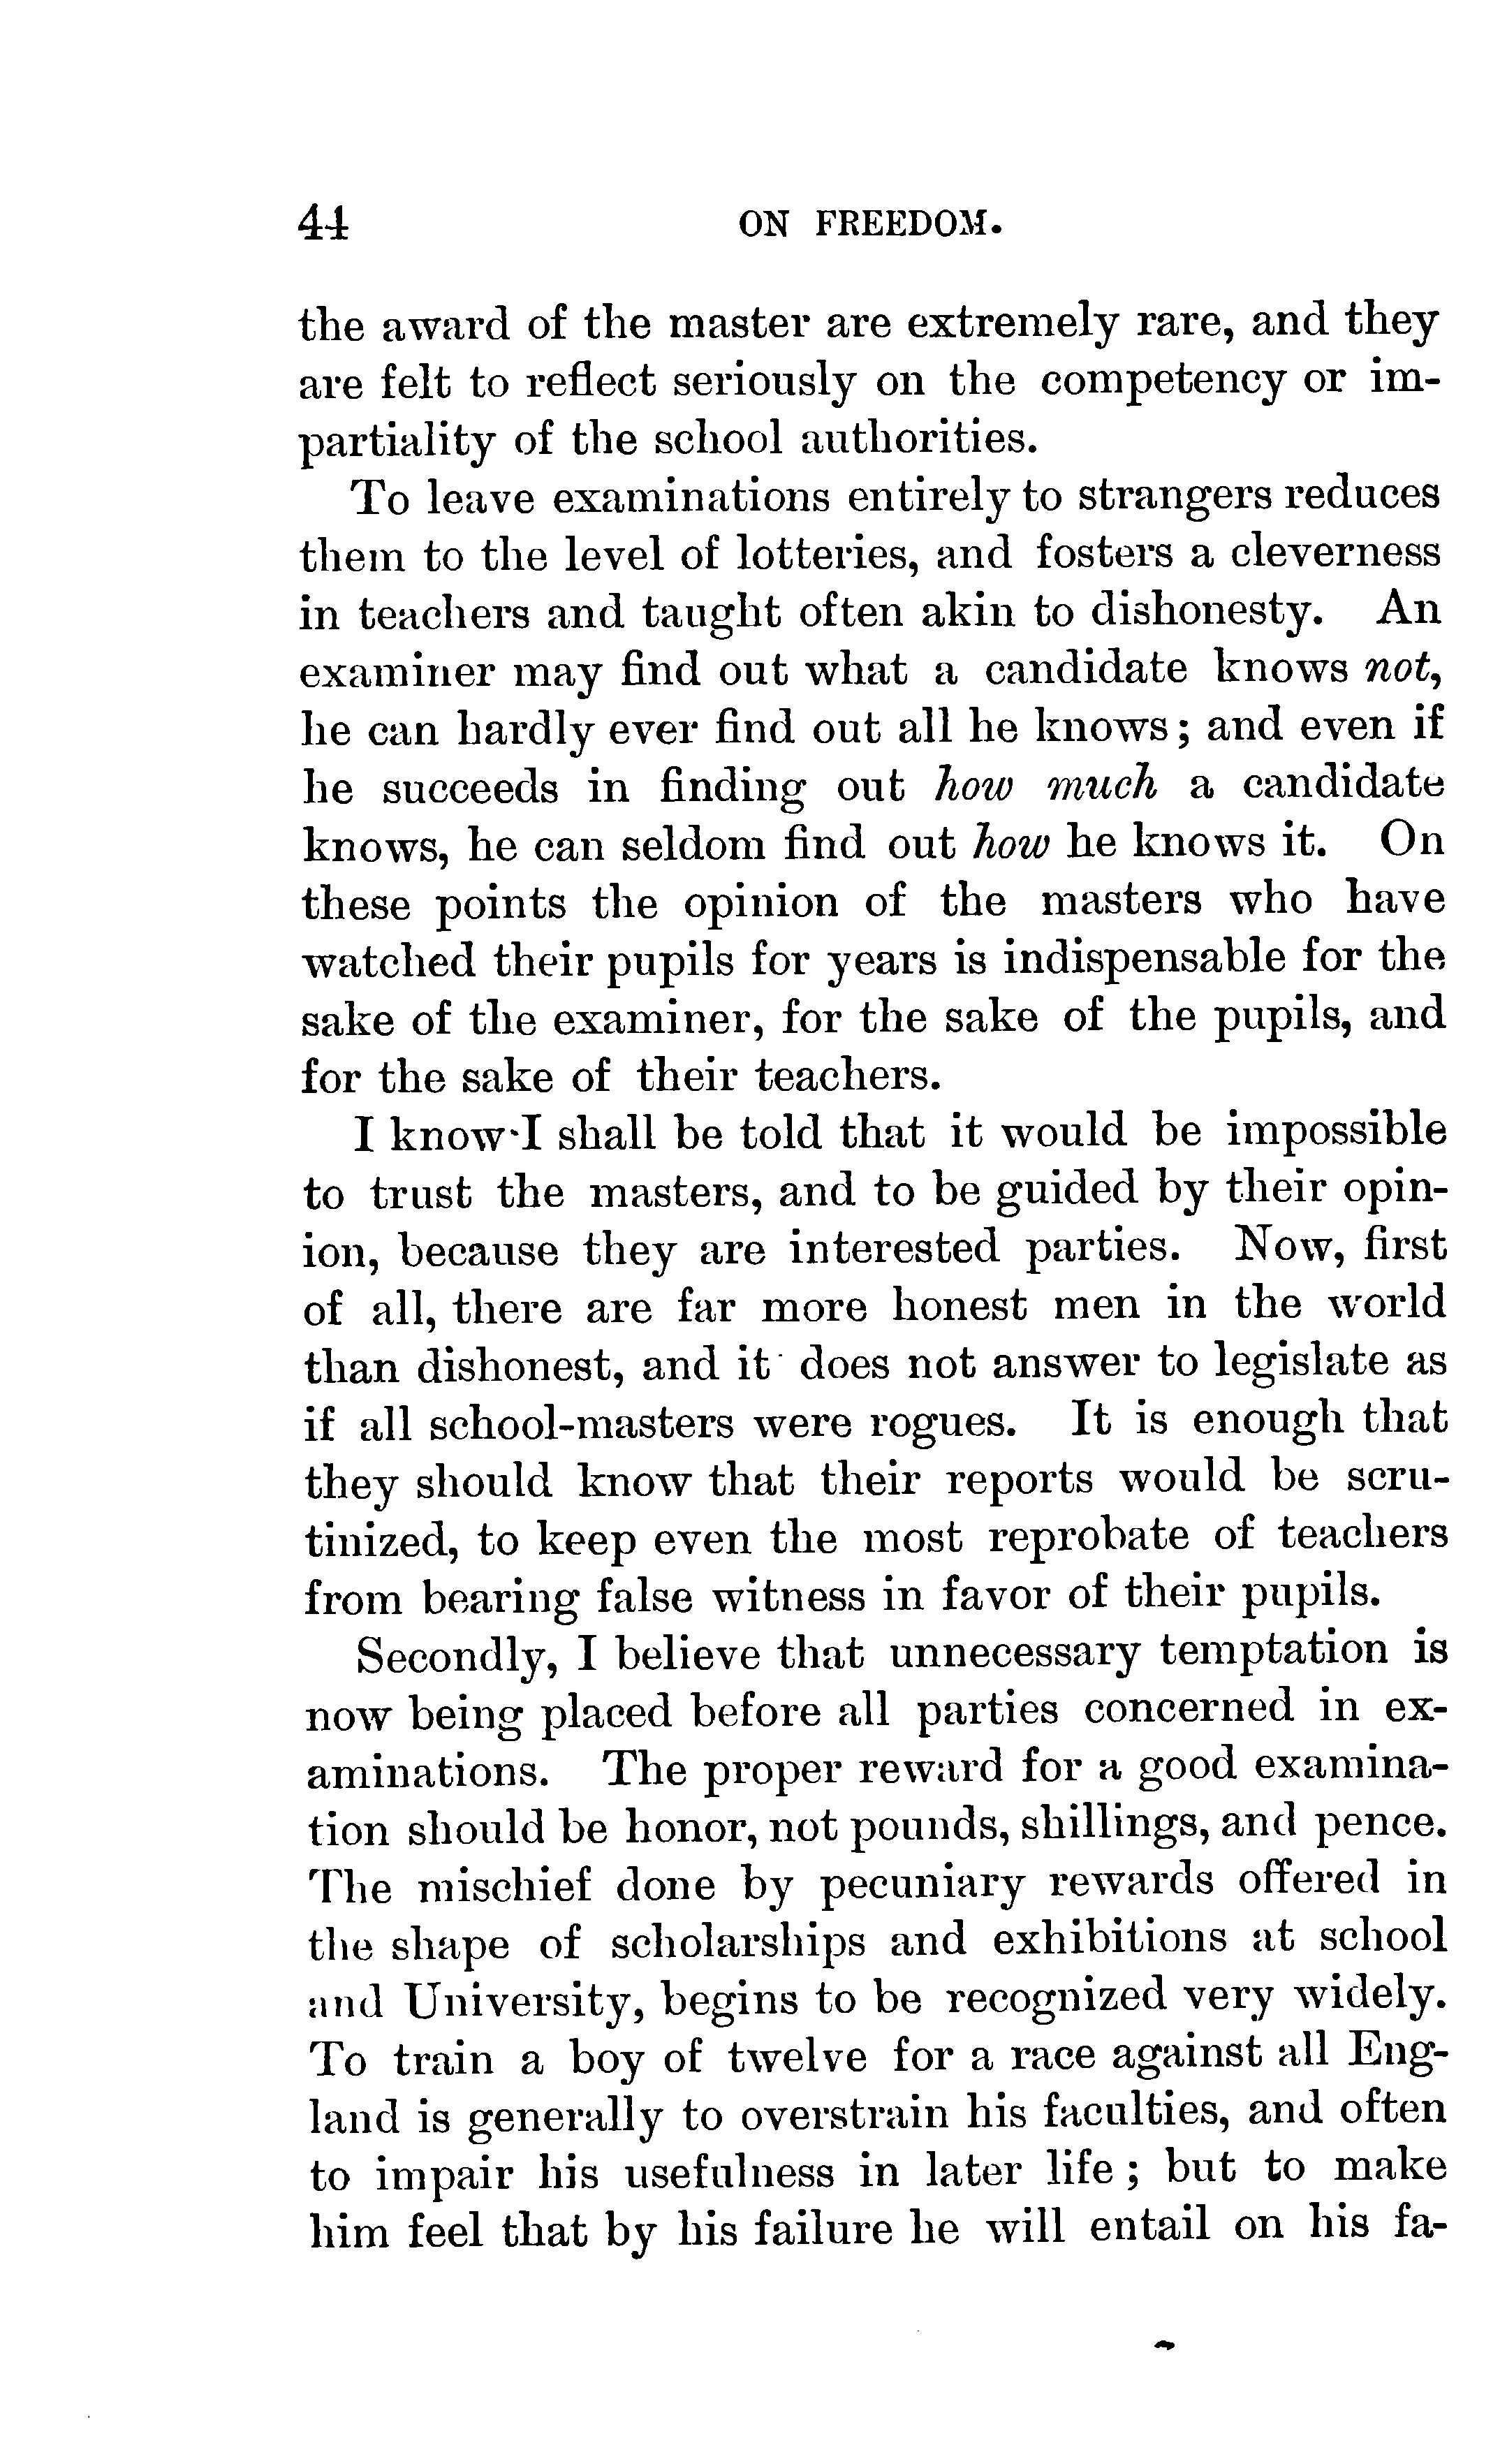 44 ON FREEDOM.
the award of the master are extremely rare, and they
are felt to reflect seriously on the competency or im-
partiality of the school authorities.
To leave examinations entirely to strangers reduces
them to the level of lotteries, and fosters a cleverness
in teachers and taught often akin to dishonesty. An
examiner may find out what a candidate knows not,
he can hardly ever find out all he knows; and even if
he succeeds in finding out how much a candidate
knows, he can seldom find out how he knows it. On
these points the opinion of the masters who have
watched their pupils for years is indispensable for the
sake of the examiner, for the sake of the pupils, and
for the sake of their teachers.
I know I shall be told that it would be impossible
to trust the masters, and to be guided by their opin-
ion, because they are interested parties. Now, first
of all, there are far more honest men in the world
than dishonest, and it does not answer to legislate as
if all school-masters were rogues. It is enough that
they should know that their reports would be scru-
tinized, to keep even the most reprobate of teachers
from bearing false witness in favor of their pupils.
Secondly, I believe that unnecessary temptation is
now being placed before all parties concerned in ex-
aminations. The proper reward for a good examina-
tion should be honor, not pounds, shillings, and pence.
The mischief done by pecuniary rewards offered in
the shape of scholarships and exhibitions at school
and University, begins to be recognized very widely.
To train a boy of twelve for a race against all Eng-
land is generally to overstrain his faculties, and often
to impair his usefulness in later life; but to make
him feel that by his failure he will entail on his fa-